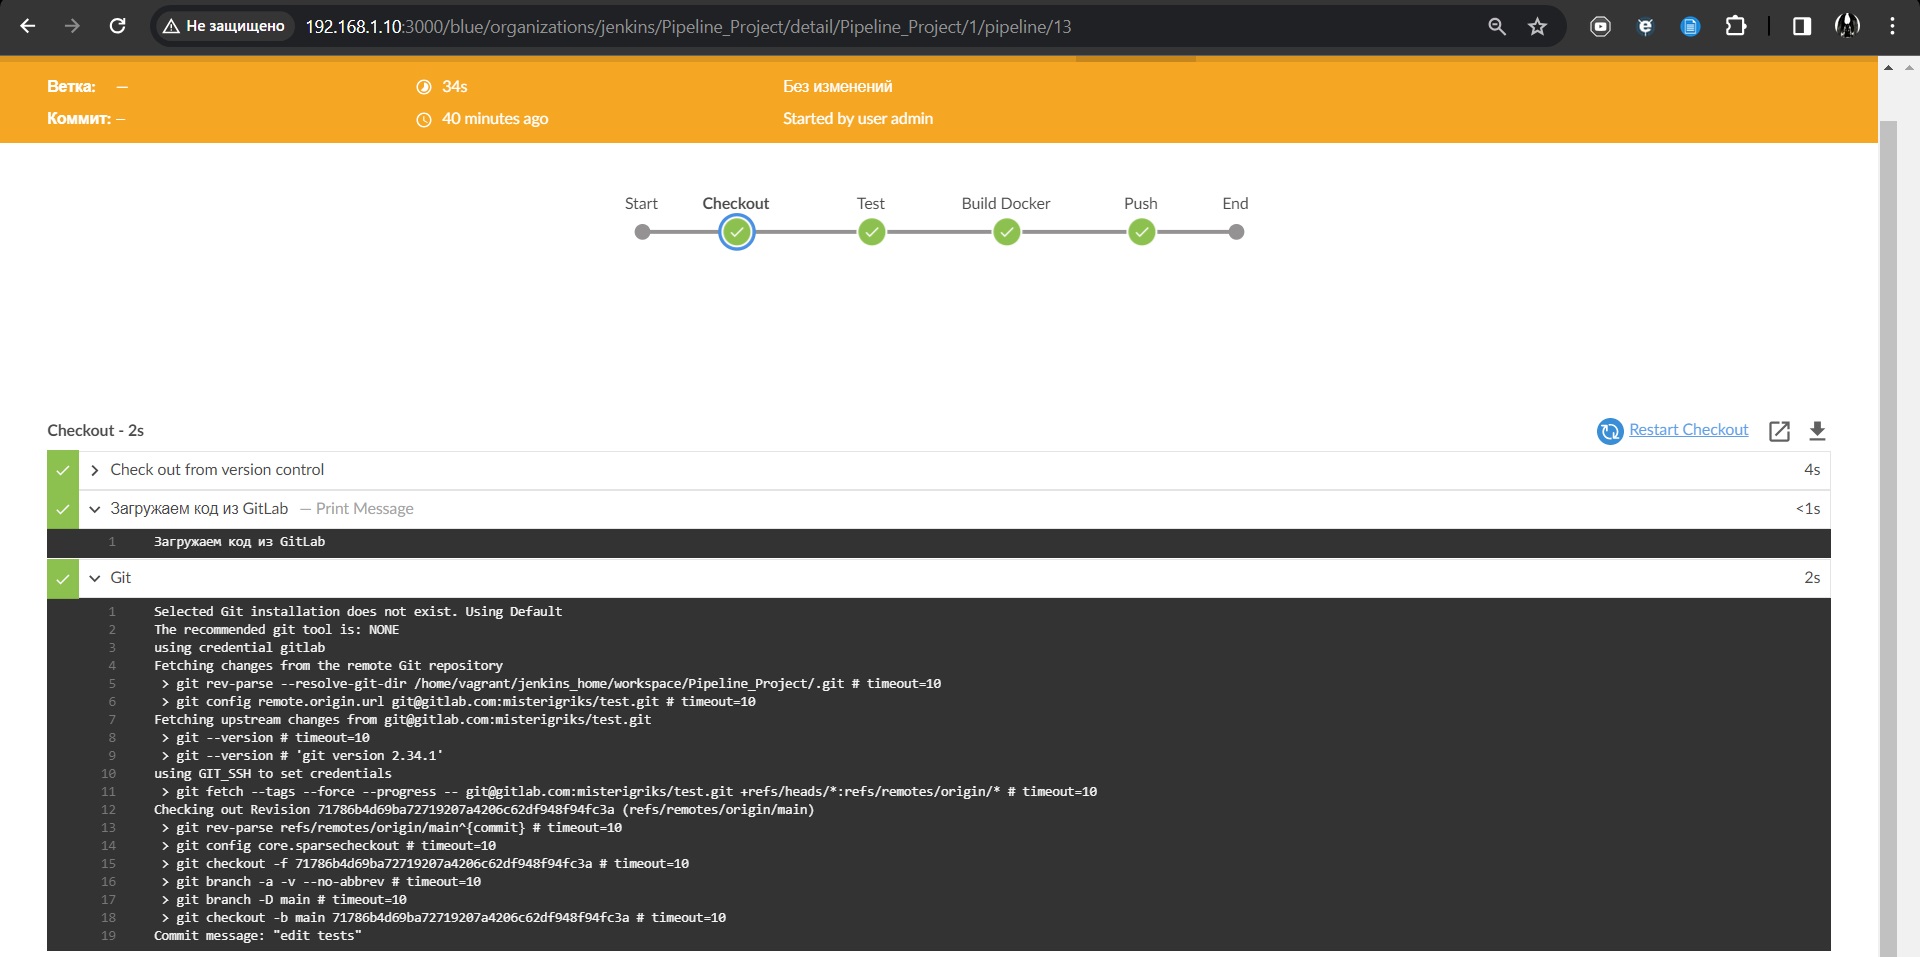 Не защищено
192.168.1.10:3000/blue/organizations/jenkins/Pipeline_Project/detail/Pipeline_Project/1/pipeline/13
Ветка: —
34s
Без изменений
Коммит: —
40 minutes ago
Started by user admin
Start
Checkout
Test
Build Docker
Push
End
Checkout - 2s
Restart Checkout
Check out from version control
4s
Загружаем код из GitLab — Print Message
<1s
1 Загружаем код из GitLab
Git
2s
1 Selected Git installation does not exist. Using Default
2 The recommended git tool is: NONE
3 using credential gitlab
4 Fetching changes from the remote Git repository
5 > git rev-parse --resolve-git-dir /home/vagrant/jenkins_home/workspace/Pipeline_Project/.git # timeout=10
6 > git config remote.origin.url git@gitlab.com:misterigriks/test.git # timeout=10
7 Fetching upstream changes from git@gitlab.com:misterigriks/test.git
8 > git --version # timeout=10
9 > git --version # 'git version 2.34.1'
10 using GIT_SSH to set credentials
11 > git fetch --tags --force --progress -- git@gitlab.com:misterigriks/test.git +refs/heads/*:refs/remotes/origin/* # timeout=10
12 Checking out Revision 71786b4d69ba72719207a4206c62df948f94fc3a (refs/remotes/origin/main)
13 > git rev-parse refs/remotes/origin/main^{commit} # timeout=10
14 > git config core.sparsecheckout # timeout=10
15 > git checkout -f 71786b4d69ba72719207a4206c62df948f94fc3a # timeout=10
16 > git branch -a -v --no-abbrev # timeout=10
17 > git branch -D main # timeout=10
18 > git checkout -b main 71786b4d69ba72719207a4206c62df948f94fc3a # timeout=10
19 Commit message: "edit tests"